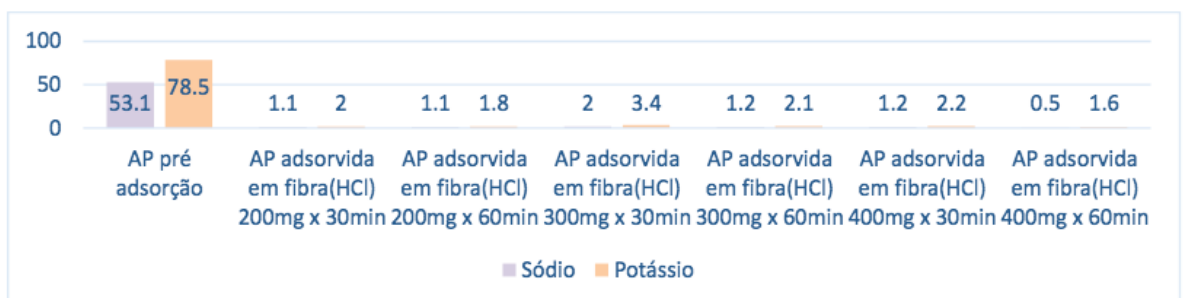 100
50
0
53.1
78.5
1.1
2
1.1
1.8
2
3.4
1.2
2.1
1.2
2.2
0.5
1.6
AP pré
adsorção
AP adsorvida
em fibra(HCl)
200mg x 30min
AP adsorvida
em fibra(HCl)
200mg x 60min
AP adsorvida
em fibra(HCl)
300mg x 30min
AP adsorvida
em fibra(HCl)
300mg x 60min
AP adsorvida
em fibra(HCl)
400mg x 30min
AP adsorvida
em fibra(HCl)
400mg x 60min
Sódio
Potássio